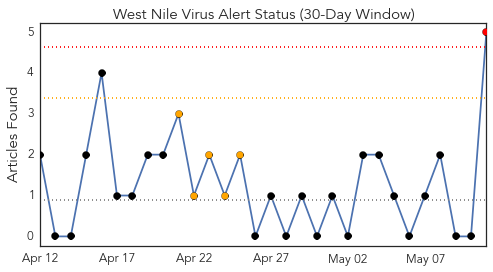 West Nile Virus Alert Status (30-Day Window)
Articles Found
5
4
3
2
1
0
Apr 12
Apr 17
Apr 22
Apr 27
May 02
May 07